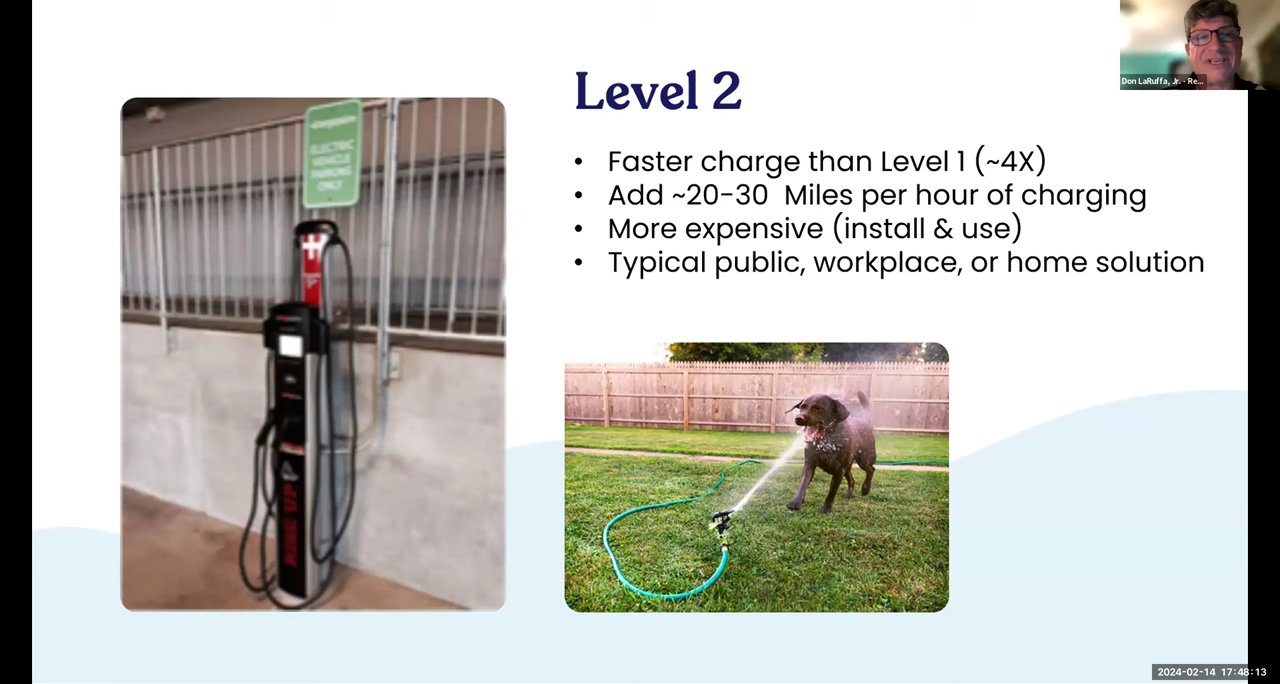 Level 2
• Faster charge than Level 1 (~4X)
• Add ~20-30 Miles per hour of charging
• More expensive (install & use)
• Typical public, workplace, or home solution
ELECTRIC
VEHICLE
PARKING
ONLY
Don LaRuffa, Jr. - Re...
2024-02-14 17:48:13